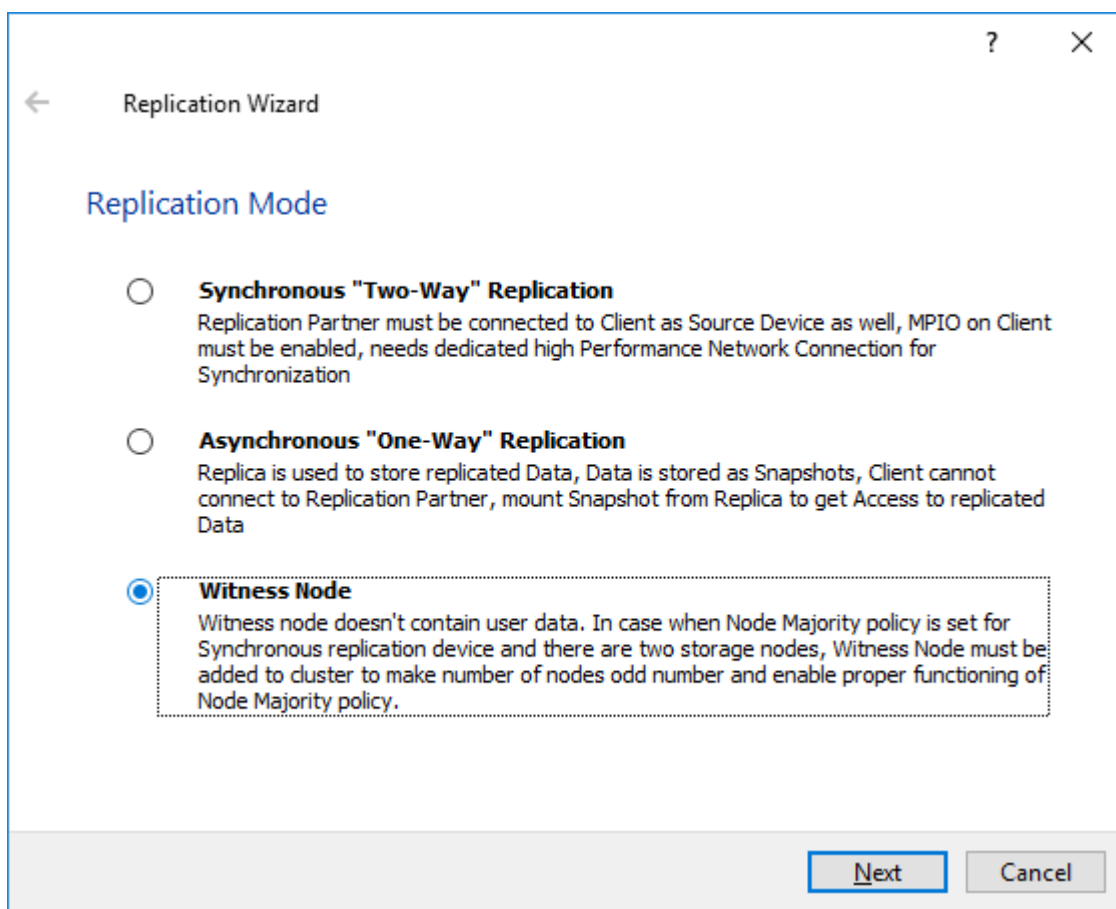 ?
Replication Wizard
Replication Mode
Synchronous "Two-Way" Replication
Replication Partner must be connected to Client as Source Device as well, MPIO on Client
must be enabled, needs dedicated high Performance Network Connection for
Synchronization
Asynchronous "One-Way" Replication
Replica is used to store replicated Data, Data is stored as Snapshots, Client cannot
connect to Replication Partner, mount Snapshot from Replica to get Access to replicated
Data
Witness Node
Witness node doesn't contain user data. In case when Node Majority policy is set for
Synchronous replication device and there are two storage nodes, Witness Node must be
added to cluster to make number of nodes odd number and enable proper functioning of
Node Majority policy.
Next
Cancel